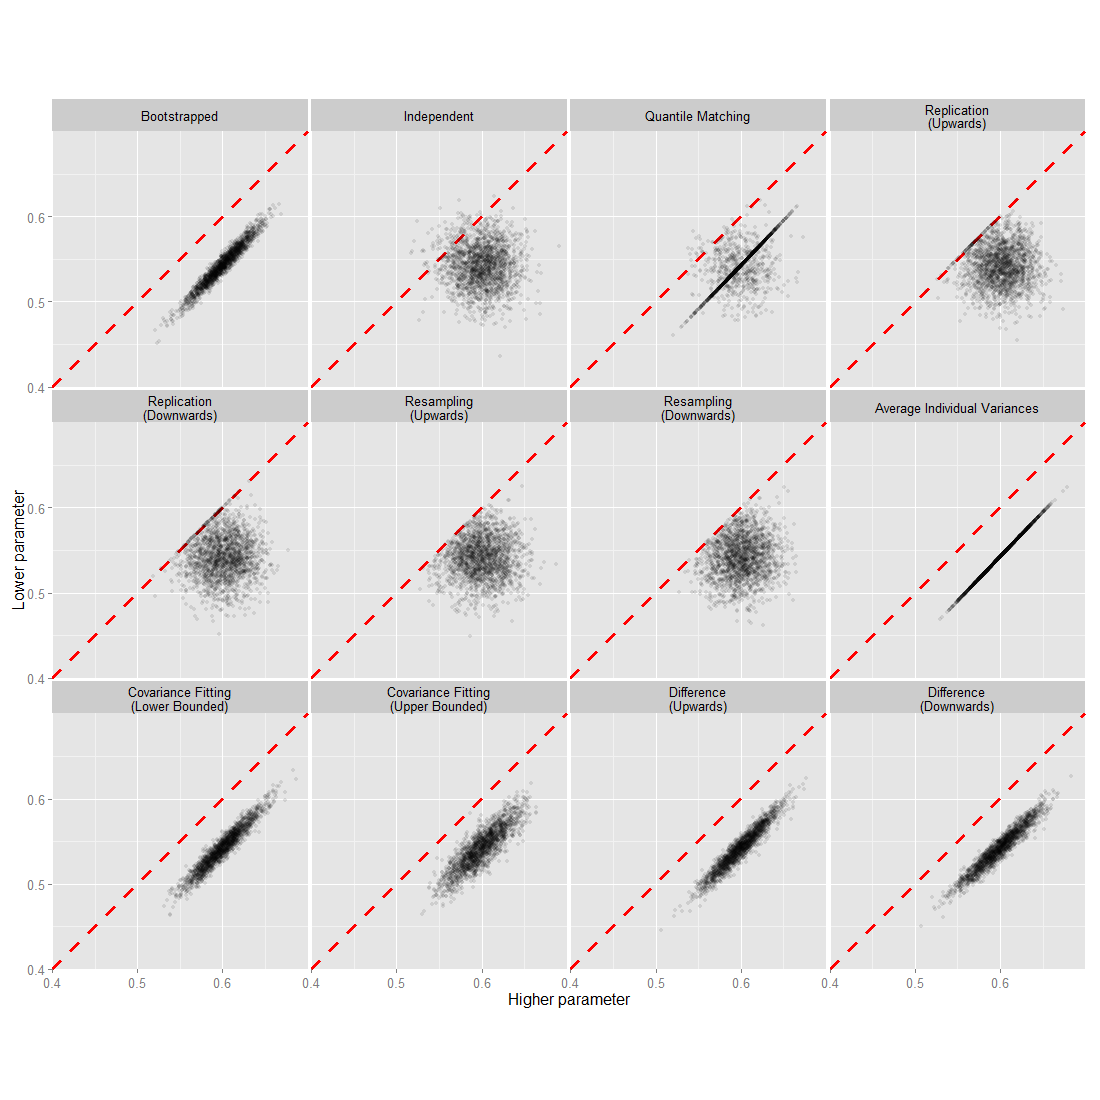 Bootstrapped
Independent
Quantile Matching
Replication
(Upwards)
0.6
0.5
0.4
Replication
(Downwards)
Resampling
(Upwards)
Resampling
(Downwards)
Average Individual Variances
0.6
0.5
0.4
Lower parameter
Covariance Fitting
(Lower Bounded)
Covariance Fitting
(Upper Bounded)
Difference
(Upwards)
Difference
(Downwards)
0.6
0.5
0.4
0.4 0.5 0.6 0.4 0.5 0.6 0.4 0.5 0.6 0.4 0.5 0.6
Higher parameter